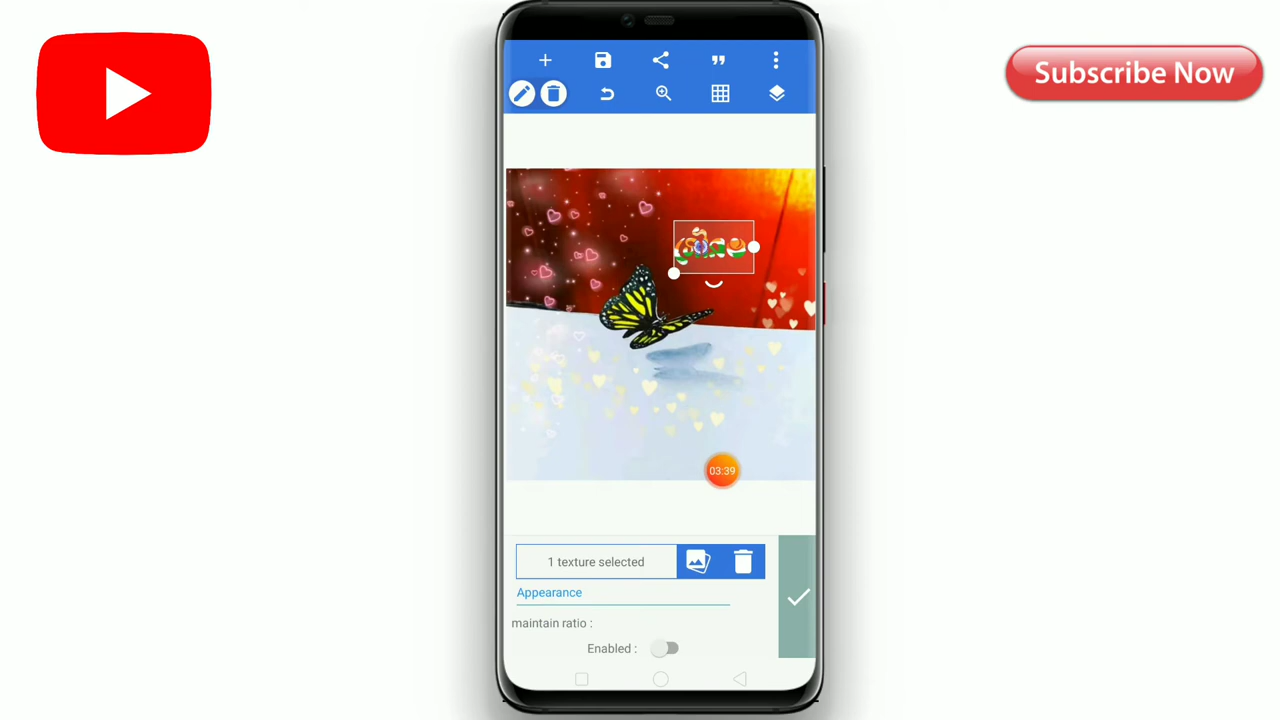 Subscribe Now
03:39
1 texture selected
Appearance
maintain ratio :
Enabled :